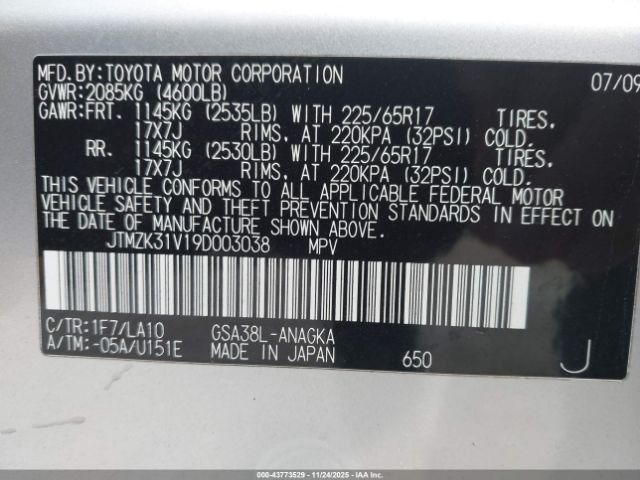 MFD.BY:TOYOTA MOTOR CORPORATION 07/09
GVWR:2085KG (4600LB)
GAWR:FRT. 1145KG (2535LB) WITH 225/65R17 TIRES,
17X7J RIMS, AT 220KPA (32PSI) COLD.
RR. 1145KG (2530LB) WITH 225/65R17 TIRES,
17X7J RIMS, AT 220KPA (32PSI) COLD.
THIS VEHICLE CONFORMS TO ALL APPLICABLE FEDERAL MOTOR
VEHICLE SAFETY AND THEFT PREVENTION STANDARDS IN EFFECT ON
THE DATE OF MANUFACTURE SHOWN ABOVE.
JTMZK31V19D003038 MPV
C/TR:1F7/LA10 GSA38L-ANAGKA
A/TM:-05A/U151E MADE IN JAPAN 650 J
000-43773529 - 11/24/2025 - IAAI.COM